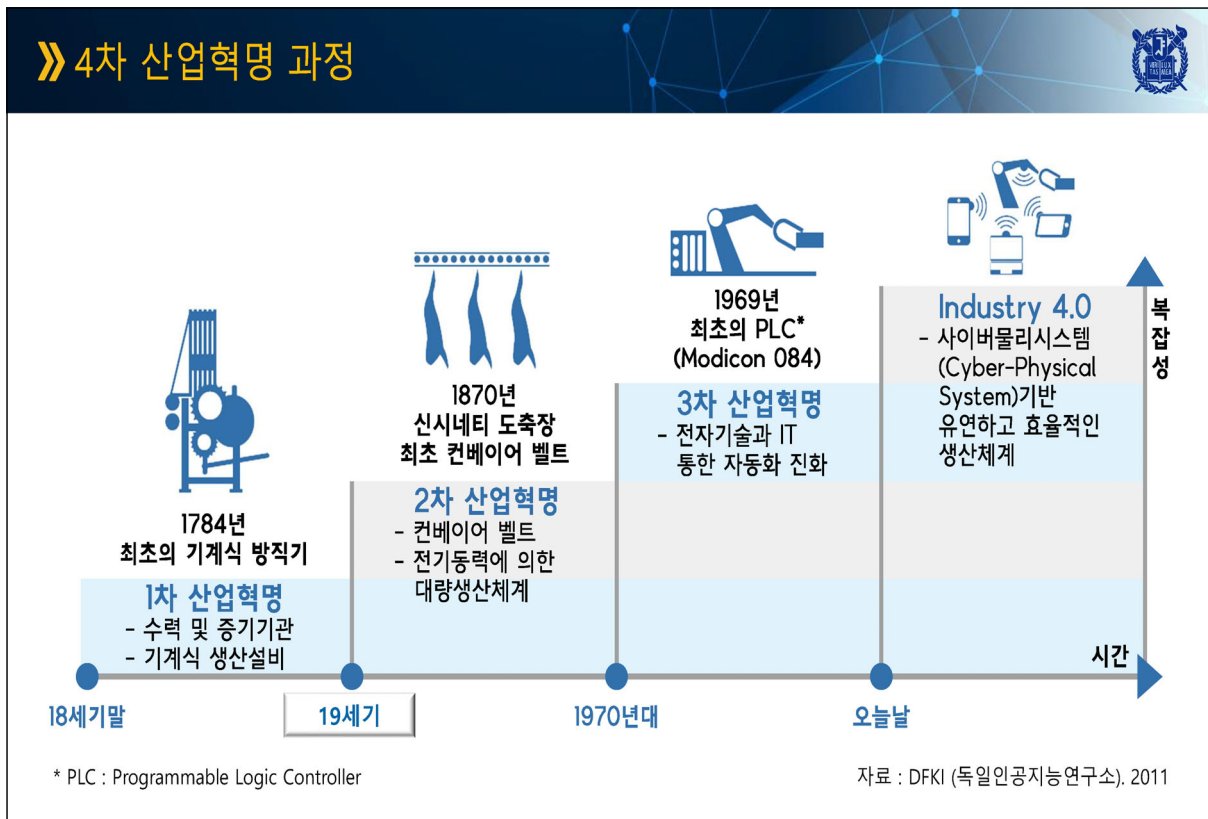 4차 산업혁명 과정
VERI LUX
TAS MEA
1784년
최초의 기계식 방직기
1차 산업혁명
- 수력 및 증기기관
- 기계식 생산설비
1870년
신시네티 도축장
최초 컨베이어 벨트
2차 산업혁명
- 컨베이어 벨트
- 전기동력에 의한
대량생산체계
1969년
최초의 PLC*
(Modicon 084)
3차 산업혁명
- 전자기술과 IT
통한 자동화 진화
Industry 4.0
- 사이버물리시스템
(Cyber-Physical
System)기반
유연하고 효율적인
생산체계
복잡성
시간
18세기말
19세기
1970년대
오늘날
* PLC : Programmable Logic Controller
자료 : DFKI (독일인공지능연구소). 2011